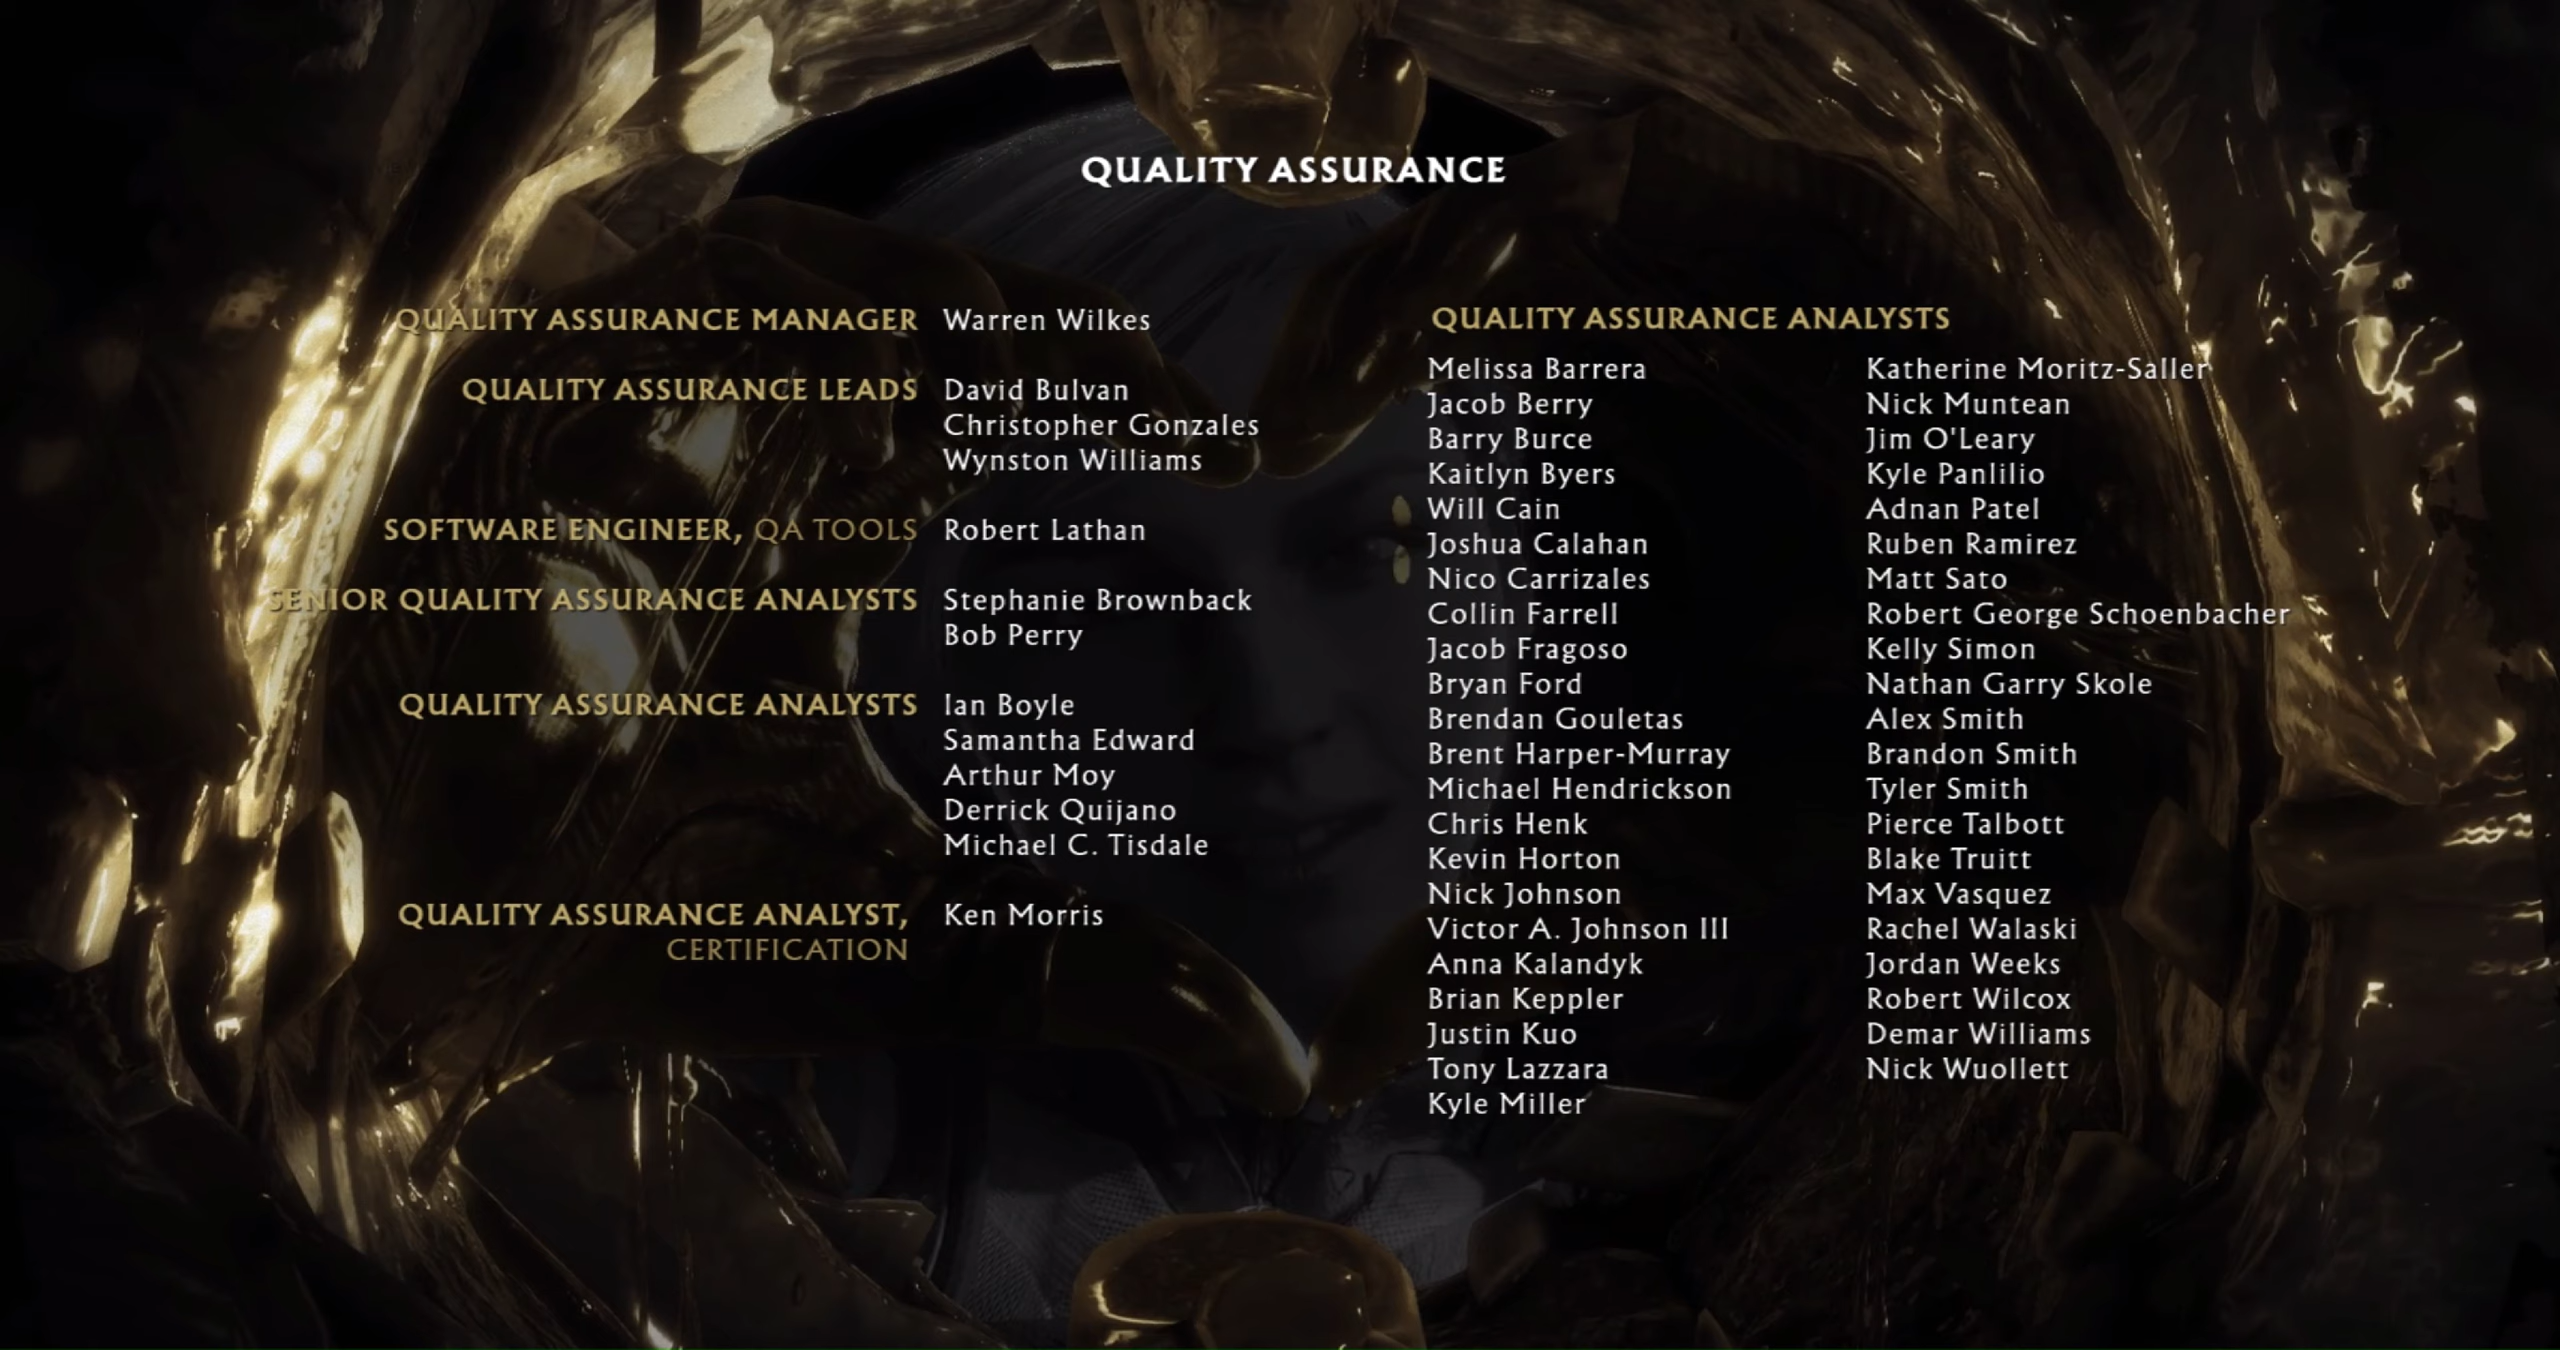 QUALITY ASSURANCE
QUALITY ASSURANCE MANAGER Warren Wilkes
QUALITY ASSURANCE LEADS David Bulvan
Christopher Gonzales
Wynston Williams
SOFTWARE ENGINEER, QA TOOLS Robert Lathan
SENIOR QUALITY ASSURANCE ANALYSTS Stephanie Brownback
Bob Perry
QUALITY ASSURANCE ANALYSTS Ian Boyle
Samantha Edward
Arthur Moy
Derrick Quijano
Michael C. Tisdale
QUALITY ASSURANCE ANALYST, Ken Morris
CERTIFICATION
QUALITY ASSURANCE ANALYSTS
Melissa Barrera
Jacob Berry
Barry Burce
Kaitlyn Byers
Will Cain
Joshua Calahan
Nico Carrizales
Collin Farrell
Jacob Fragoso
Bryan Ford
Brendan Gouletas
Brent Harper-Murray
Michael Hendrickson
Chris Henk
Kevin Horton
Nick Johnson
Victor A. Johnson III
Anna Kalandyk
Brian Keppler
Justin Kuo
Tony Lazzara
Kyle Miller
Katherine Moritz-Saller
Nick Muntean
Jim O'Leary
Kyle Panlilio
Adnan Patel
Ruben Ramirez
Matt Sato
Robert George Schoenbacher
Kelly Simon
Nathan Garry Skole
Alex Smith
Brandon Smith
Tyler Smith
Pierce Talbott
Blake Truitt
Max Vasquez
Rachel Walaski
Jordan Weeks
Robert Wilcox
Demar Williams
Nick Wuollett